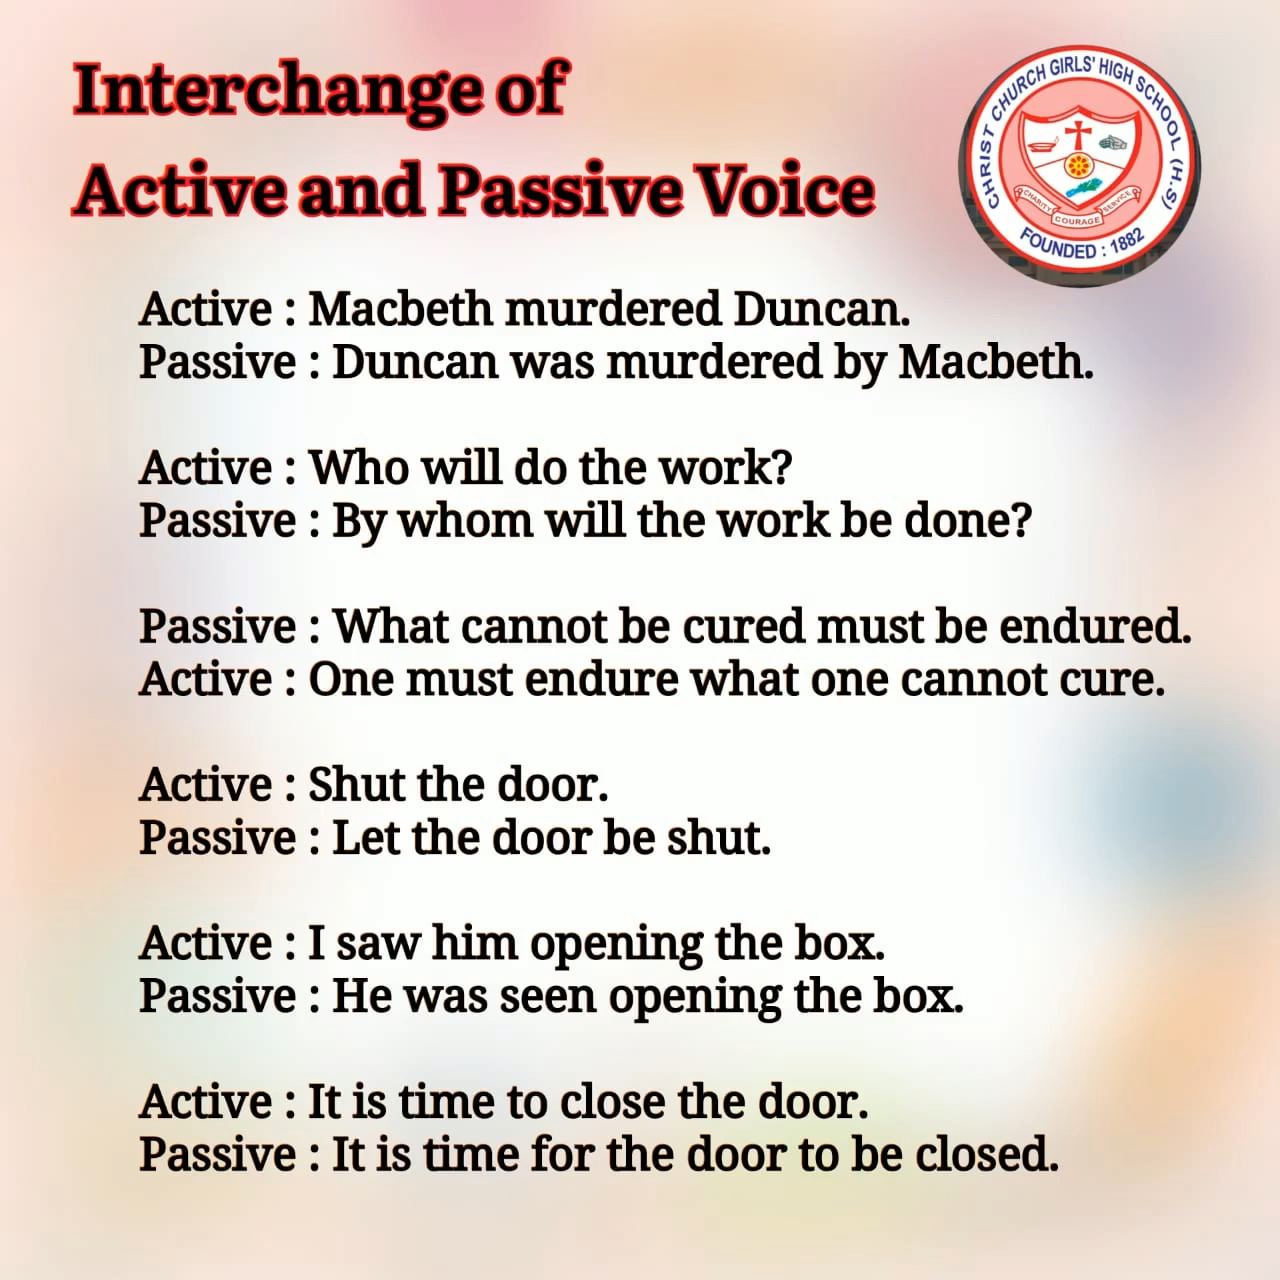 Interchange of
Active and Passive Voice
CHRIST CHURCH GIRLS' HIGH SCHOOL (H.S)
CHARITY COURAGE SERVICE
FOUNDED : 1882
Active : Macbeth murdered Duncan.
Passive : Duncan was murdered by Macbeth.
Active : Who will do the work?
Passive : By whom will the work be done?
Passive : What cannot be cured must be endured.
Active : One must endure what one cannot cure.
Active : Shut the door.
Passive : Let the door be shut.
Active : I saw him opening the box.
Passive : He was seen opening the box.
Active : It is time to close the door.
Passive : It is time for the door to be closed.